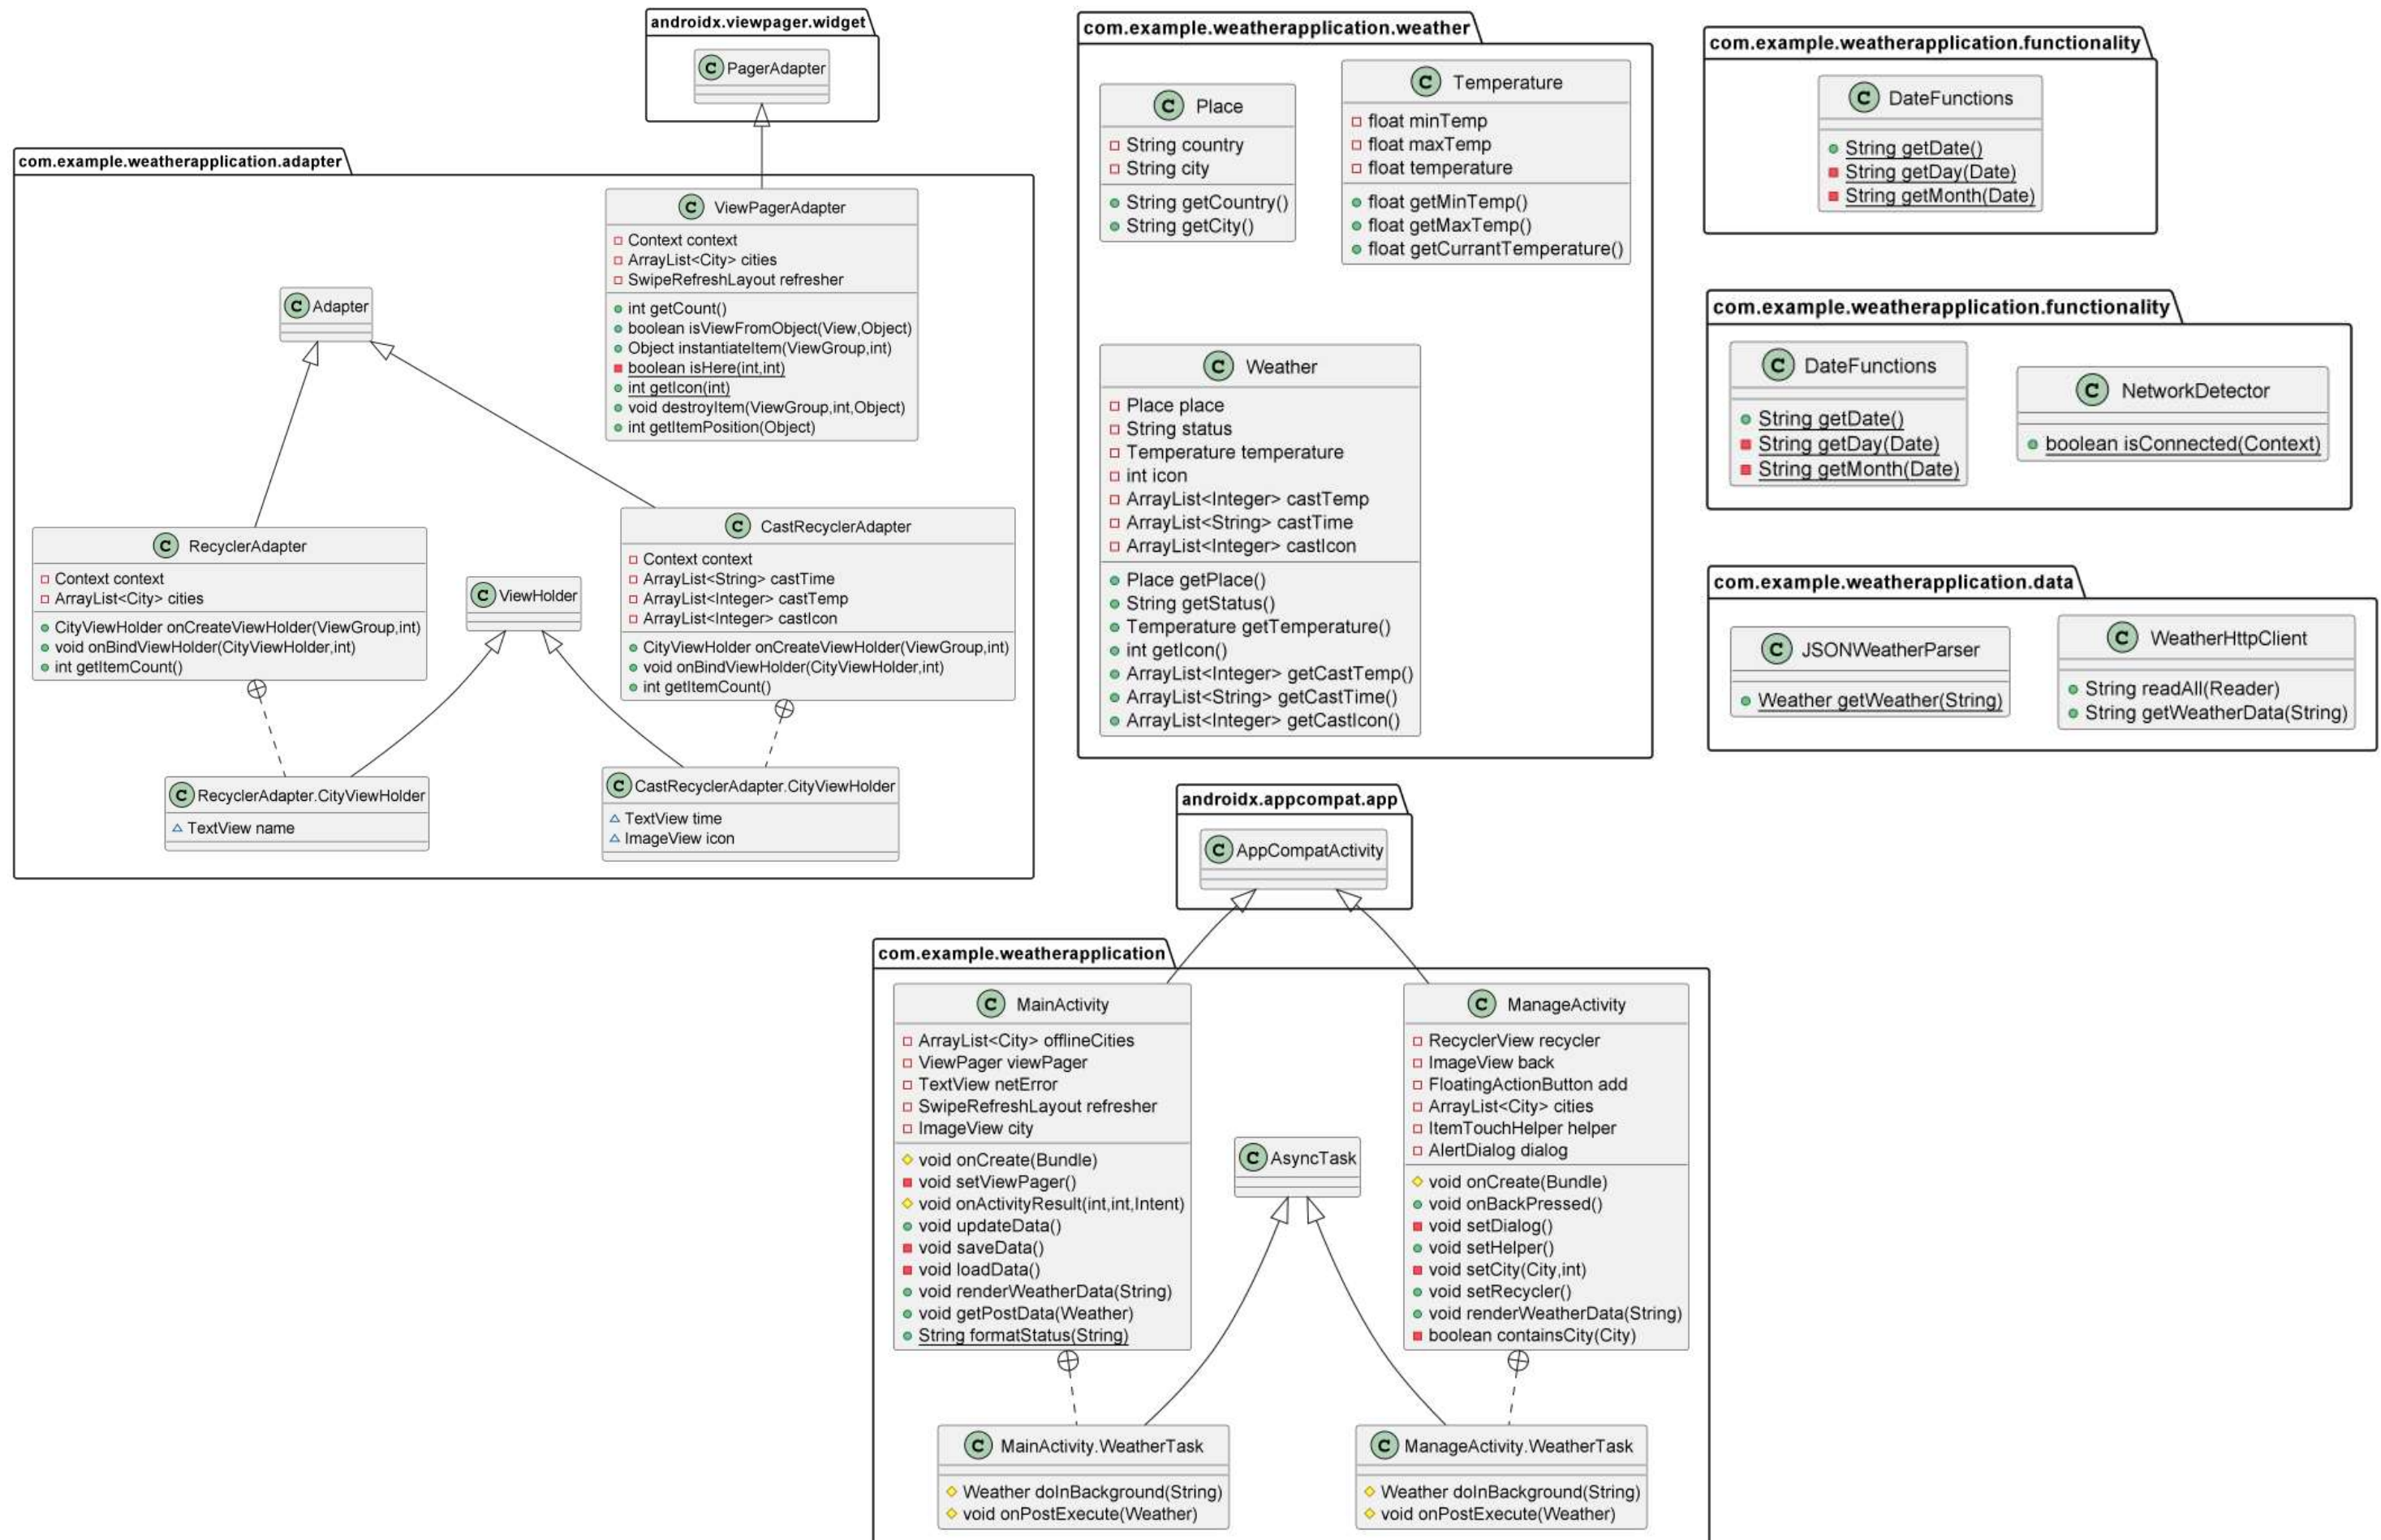 androidx.viewpager.widget
C PagerAdapter
com.example.weatherapplication.adapter
C ViewPagerAdapter
Context context
ArrayList<City> cities
SwipeRefreshLayout refresher
int getCount()
boolean isViewFromObject(View,Object)
Object instantiateItem(ViewGroup,int)
boolean isHere(int,int)
int getIcon(int)
void destroyItem(ViewGroup,int,Object)
int getItemPosition(Object)
C Adapter
C RecyclerAdapter
Context context
ArrayList<City> cities
CityViewHolder onCreateViewHolder(ViewGroup,int)
void onBindViewHolder(CityViewHolder,int)
int getItemCount()
C ViewHolder
C CastRecyclerAdapter
Context context
ArrayList<String> castTime
ArrayList<Integer> castTemp
ArrayList<Integer> castIcon
CityViewHolder onCreateViewHolder(ViewGroup,int)
void onBindViewHolder(CityViewHolder,int)
int getItemCount()
C RecyclerAdapter.CityViewHolder
TextView name
C CastRecyclerAdapter.CityViewHolder
TextView time
ImageView icon
com.example.weatherapplication.weather
C Place
String country
String city
String getCountry()
String getCity()
C Temperature
float minTemp
float maxTemp
float temperature
float getMinTemp()
float getMaxTemp()
float getCurrantTemperature()
C Weather
Place place
String status
Temperature temperature
int icon
ArrayList<Integer> castTemp
ArrayList<String> castTime
ArrayList<Integer> castIcon
Place getPlace()
String getStatus()
Temperature getTemperature()
int getIcon()
ArrayList<Integer> getCastTemp()
ArrayList<String> getCastTime()
ArrayList<Integer> getCastIcon()
com.example.weatherapplication.functionality
C DateFunctions
String getDate()
String getDay(Date)
String getMonth(Date)
com.example.weatherapplication.functionality
C DateFunctions
String getDate()
String getDay(Date)
String getMonth(Date)
C NetworkDetector
boolean isConnected(Context)
com.example.weatherapplication.data
C JSONWeatherParser
Weather getWeather(String)
C WeatherHttpClient
String readAll(Reader)
String getWeatherData(String)
androidx.appcompat.app
C AppCompatActivity
com.example.weatherapplication
C MainActivity
ArrayList<City> offlineCities
ViewPager viewPager
TextView netError
SwipeRefreshLayout refresher
ImageView city
void onCreate(Bundle)
void setViewPager()
void onActivityResult(int,int,Intent)
void updateData()
void saveData()
void loadData()
void renderWeatherData(String)
void getPostData(Weather)
String formatStatus(String)
C AsyncTask
C ManageActivity
RecyclerView recycler
ImageView back
FloatingActionButton add
ArrayList<City> cities
ItemTouchHelper helper
AlertDialog dialog
void onCreate(Bundle)
void onBackPressed()
void setDialog()
void setHelper()
void setCity(City,int)
void setRecycler()
void renderWeatherData(String)
boolean containsCity(City)
C MainActivity.WeatherTask
Weather doInBackground(String)
void onPostExecute(Weather)
C ManageActivity.WeatherTask
Weather doInBackground(String)
void onPostExecute(Weather)